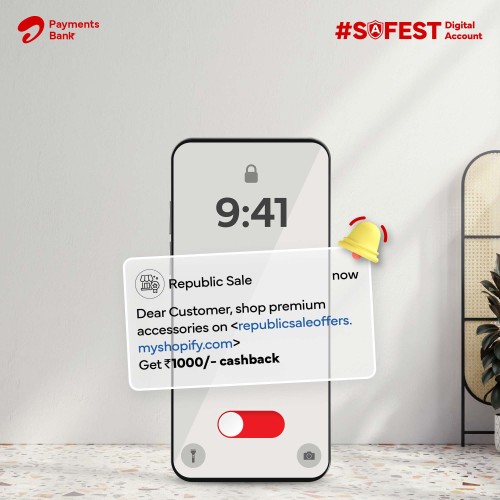 Payments
Bank
#SAFEST Digital
Account
9:41
Republic Sale now
Dear Customer, shop premium
accessories on <republicsaleoffers.
myshopify.com>
Get ₹1000/- cashback